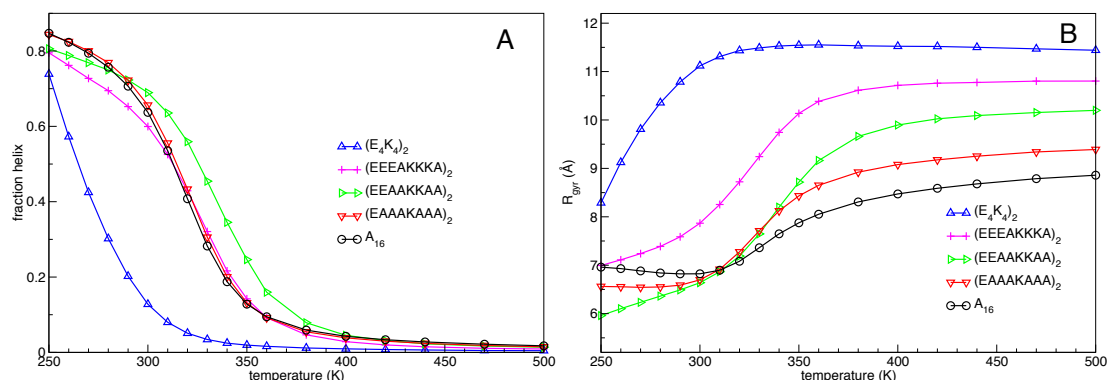 A
fraction helix
0.8
0.6
0.4
0.2
0
(E₄K₄)₂
(EEEAKKKA)₂
(EEAAKKAA)₂
(EAAAKAAA)₂
A₁₆
250 300 350 400 450 500
temperature (K)
B
R_gyr (Å)
12
11
10
9
8
7
6
(E₄K₄)₂
(EEEAKKKA)₂
(EEAAKKAA)₂
(EAAAKAAA)₂
A₁₆
250 300 350 400 450 500
temperature (K)